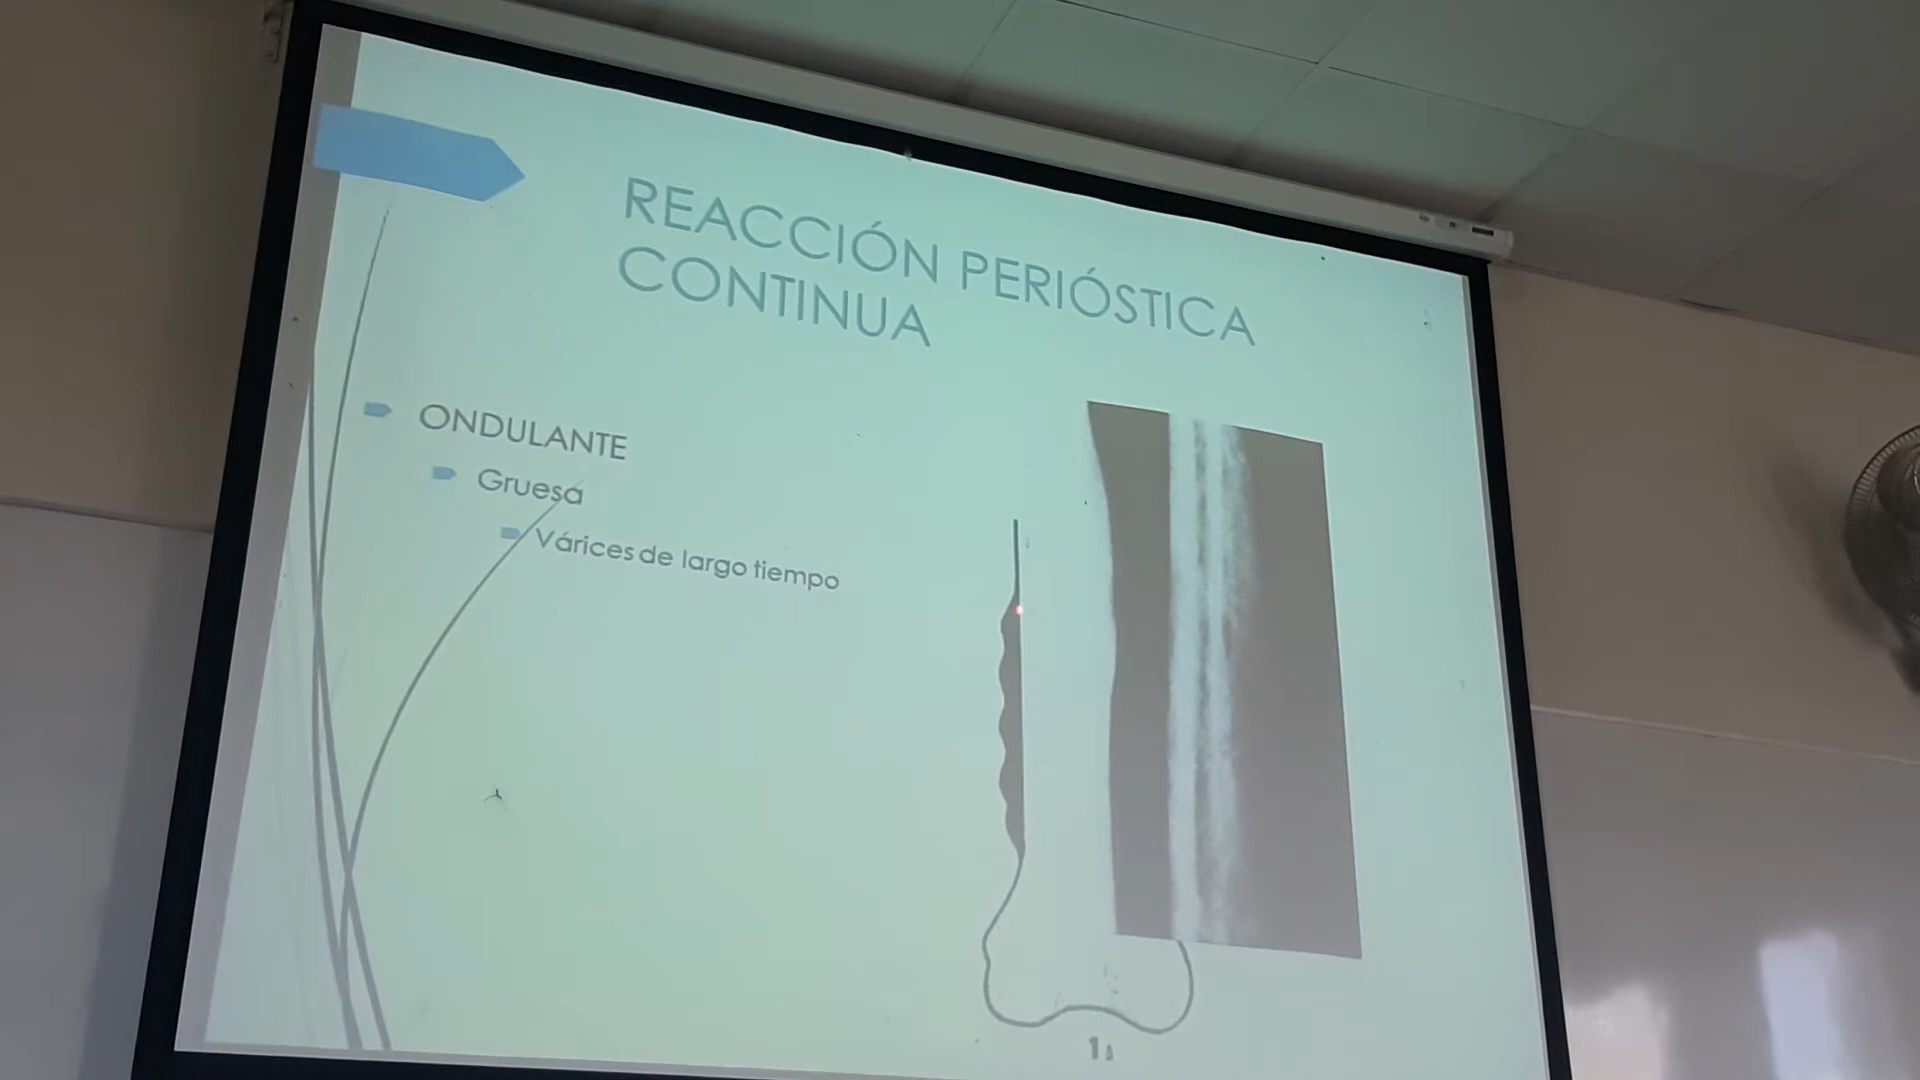 REACCIÓN PERIÓSTICA
CONTINUA
ONDULANTE
Gruesa
Várices de largo tiempo